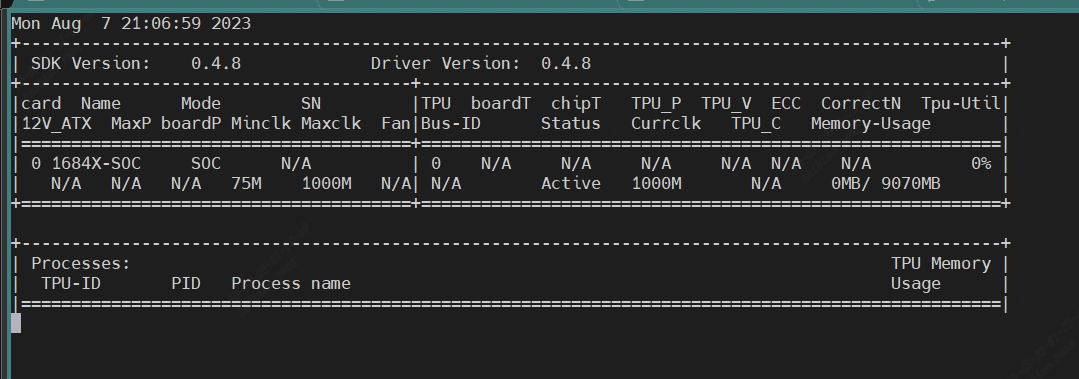 Mon Aug  7 21:06:59 2023
+--------------------------------------------------------------------------------------------------+
| SDK Version:    0.4.8             Driver Version:  0.4.8                                         |
+---------------------------------------+----------------------------------------------------------+
|card  Name      Mode        SN         |TPU  boardT  chipT   TPU_P  TPU_V  ECC  CorrectN  Tpu-Util|
|12V_ATX  MaxP boardP Minclk Maxclk  Fan|Bus-ID      Status   Currclk   TPU_C   Memory-Usage       |
|=======================================+==========================================================|
| 0 1684X-SOC     SOC      N/A          | 0    N/A     N/A     N/A     N/A  N/A    N/A          0% |
|   N/A   N/A   N/A   75M    1000M   N/A| N/A        Active   1000M       N/A     0MB/ 9070MB      |
+=======================================+==========================================================+
+--------------------------------------------------------------------------------------------------+
| Processes:                                                                            TPU Memory |
|  TPU-ID       PID   Process name                                                      Usage      |
|==================================================================================================|